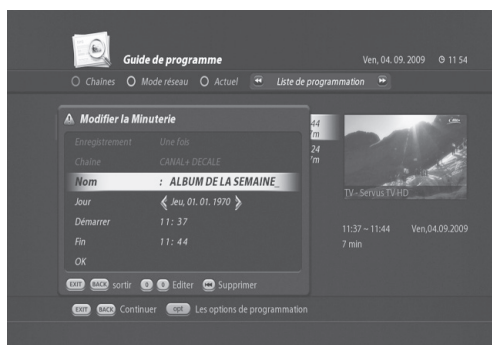 Guide de programme
Ven, 04. 09. 2009 11 54
Chaînes Mode réseau Actuel Liste de programmation
Modifier la Minuterie
Enregistrement Une fois
Chaîne CANAL+ DECALE
Nom : ALBUM DE LA SEMAINE_
Jour Jeu, 01. 01. 1970
Démarrer 11: 37
Fin 11: 44
OK
EXIT BACK sortir Editer Supprimer
44
'm
24
'm
TV - Servus TV HD
11:37 ~ 11:44 Ven,04.09.2009
7 min
EXIT BACK Continuer opt Les options de programmation